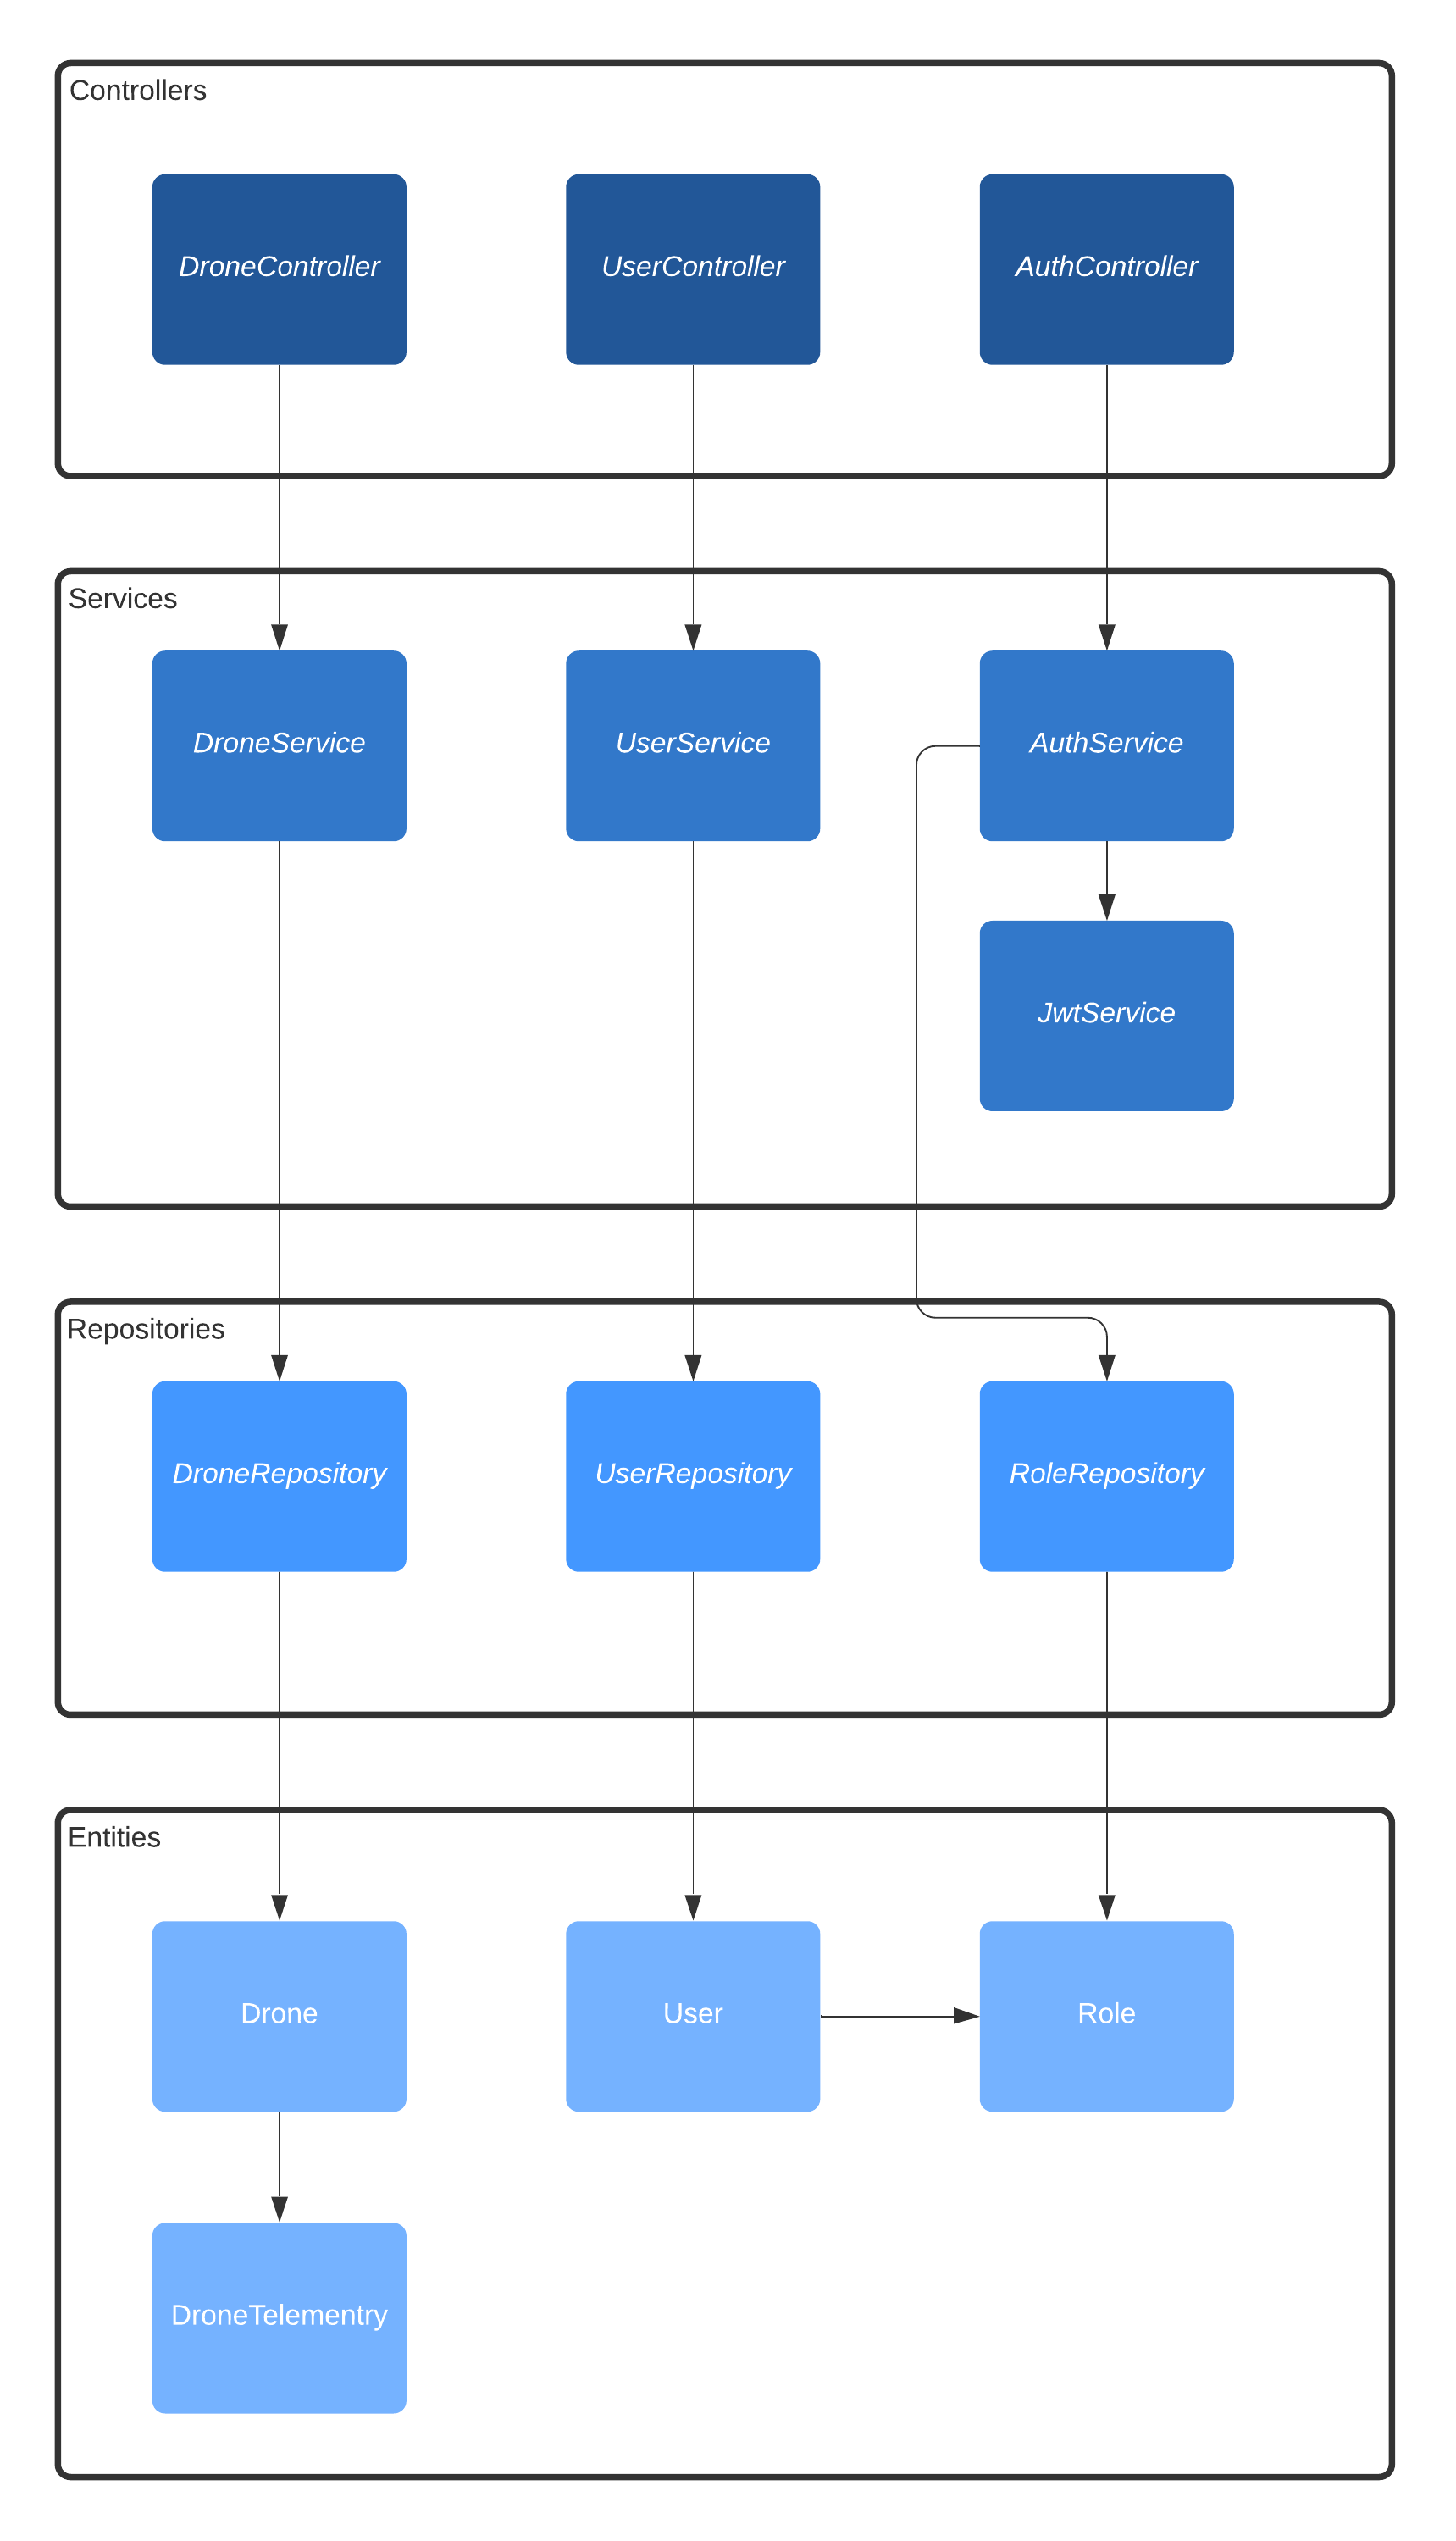 Controllers
DroneController
UserController
AuthController
Services
DroneService
UserService
AuthService
JwtService
Repositories
DroneRepository
UserRepository
RoleRepository
Entities
Drone
User
Role
DroneTelementry